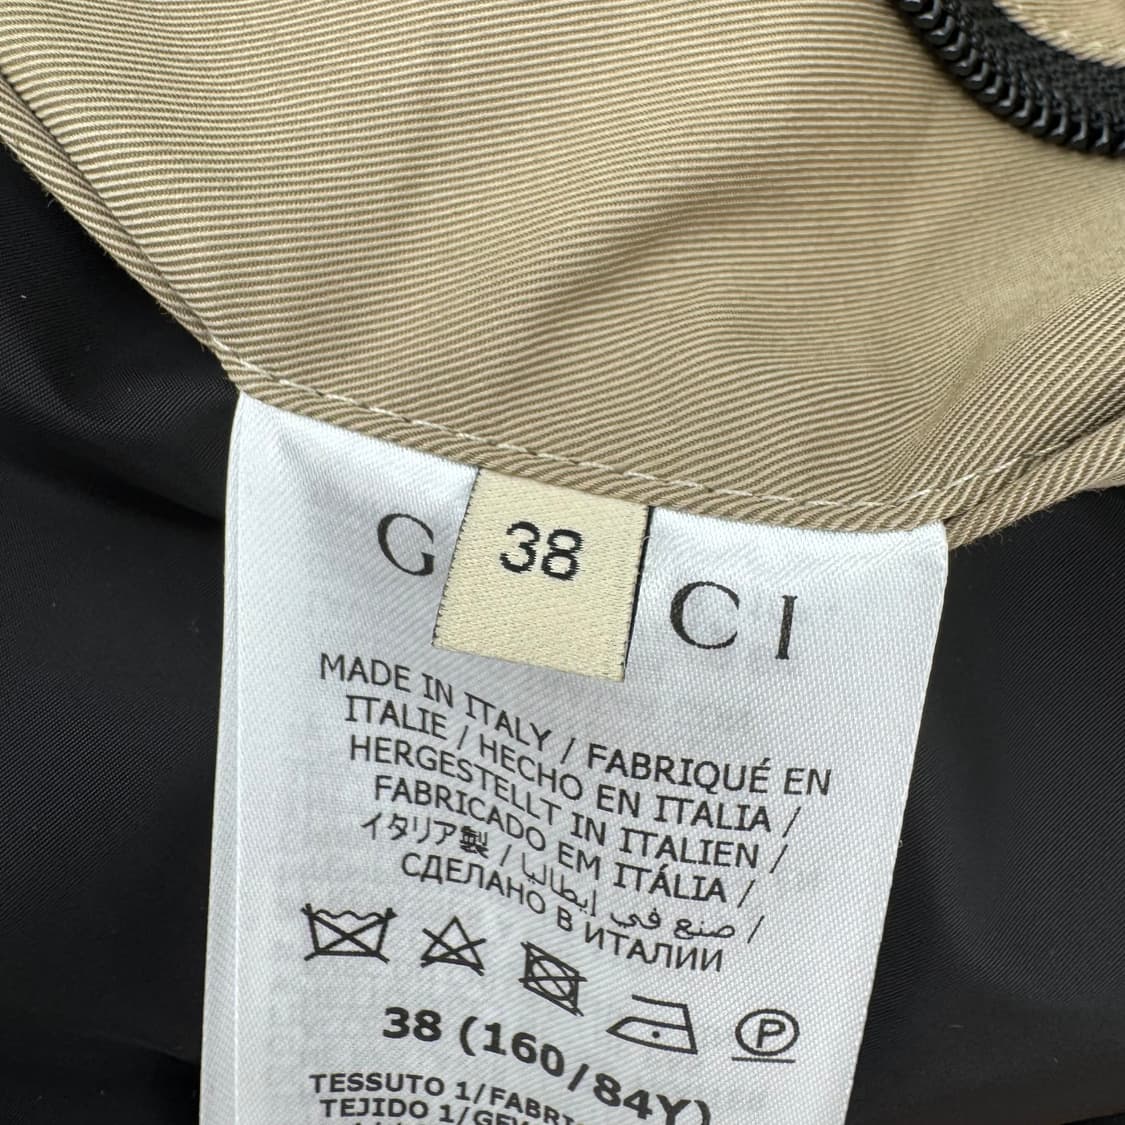 G 38 C I
MADE IN ITALY / FABRIQUÉ EN
ITALIE / HECHO EN ITALIA /
HERGESTELLT IN ITALIEN /
FABRICADO EM ITÁLIA /
イタリア製 / صنع في إيطاليا /
СДЕЛАНО В ИТАЛИИ
P
38 (160/84Y)
TESSUTO 1/FABRI
TEJIDO 1/GEW